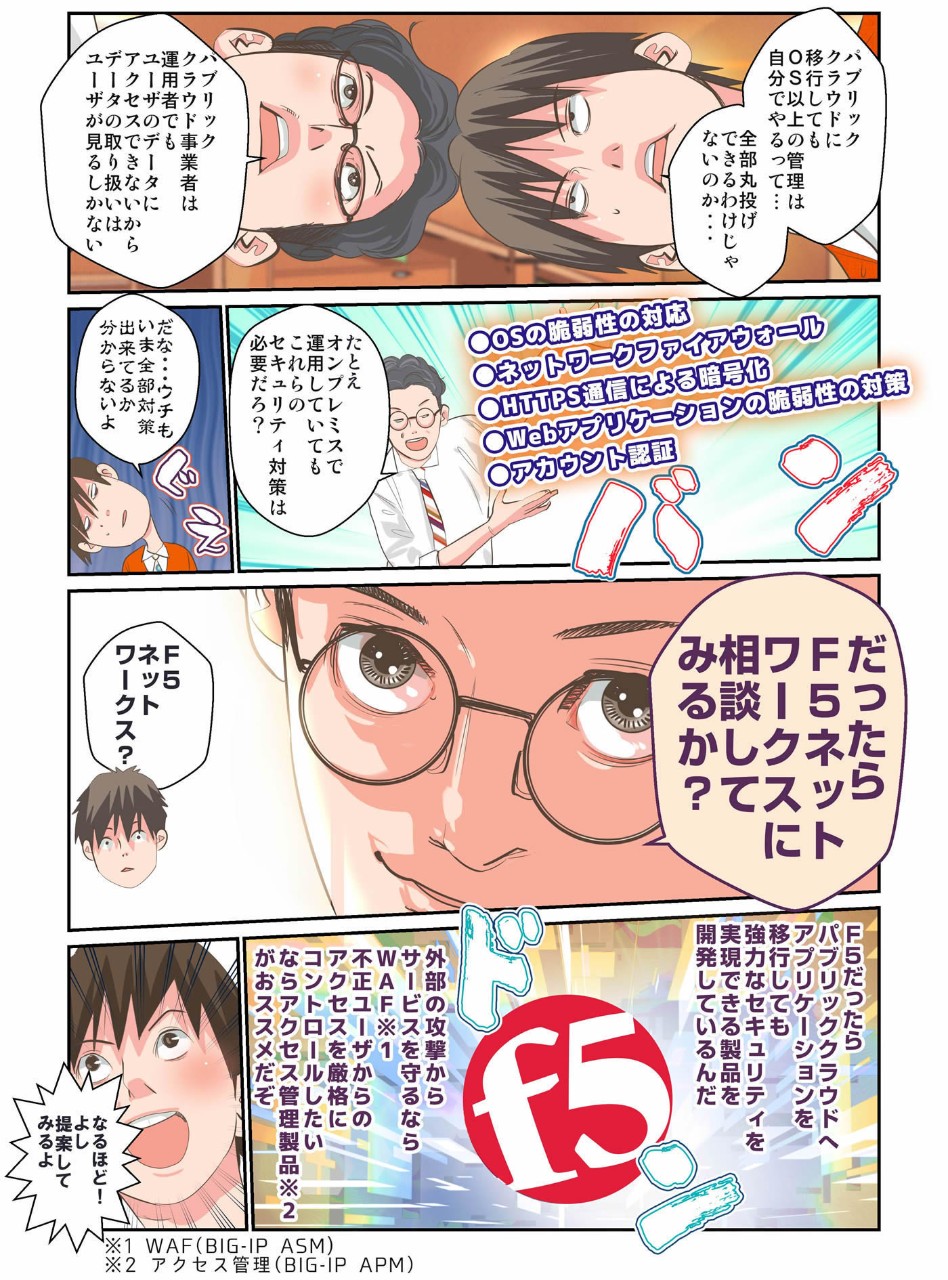 パブリック
クラウドに
移行しても
OS以上の管理は
自分でやるって…
全部丸投げ
できるわけじゃ
ないのか・・・
パブリック
クラウド事業者は
運用者でも
ユーザのデータに
アクセスできないから
データの取り扱いは
ユーザが見るしかない
●OSの脆弱性の対応
●ネットワークファイアウォール
●HTTPS通信による暗号化
●Webアプリケーションの脆弱性の対策
●アカウント認証
バンッ
たとえ
オンプレミスで
運用していても
これらの
セキュリティ対策は
必要だろ？
だな・・ウチも
いま全部対策
出来てるか
分からないよ
ぐえ
だったら
F５ネット
ワークスに
相談して
みるか？
F5
ネット
ワークス？
F5だったら
パブリッククラウドへ
アプリケーションを
移行しても
強力なセキュリティを
実現できる製品を
開発しているんだ
ドン
f5
外部の攻撃から
サービスを守るなら
WAF※1
不正ユーザからの
アクセスを厳格に
コントロールしたい
ならアクセス管理製品※2
がおススメだぞ
なるほど！
よし
提案して
みるよ
※1 WAF(BIG-IP ASM)
※2 アクセス管理(BIG-IP APM)